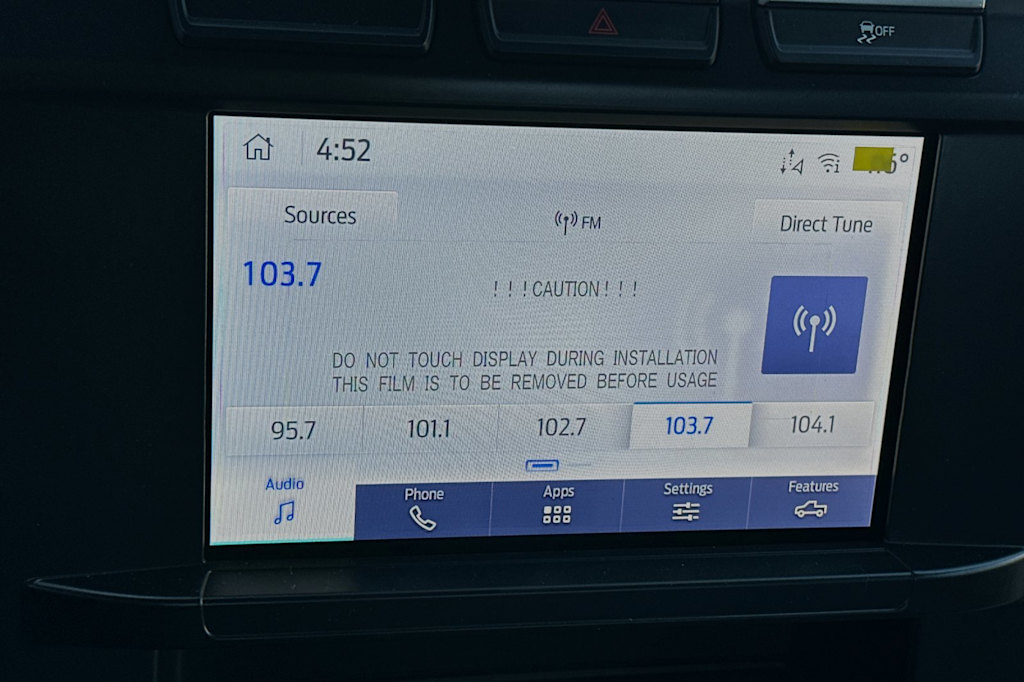 OFF
4:52
Sources
FM
Direct Tune
103.7
! ! ! CAUTION ! ! !
DO NOT TOUCH DISPLAY DURING INSTALLATION
THIS FILM IS TO BE REMOVED BEFORE USAGE
95.7 101.1 102.7 103.7 104.1
Audio Phone Apps Settings Features